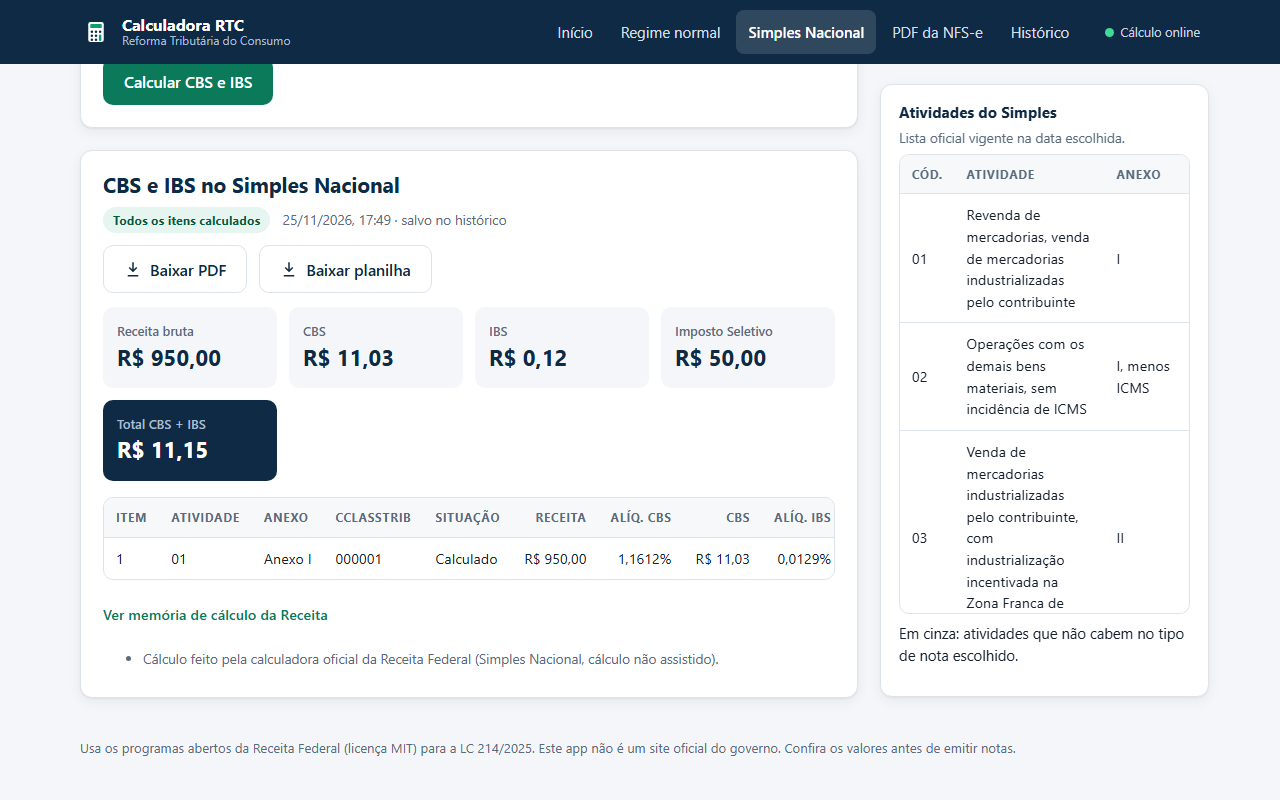 Calculadora RTC
Reforma Tributária do Consumo
Início
Regime normal
Simples Nacional
PDF da NFS-e
Histórico
Cálculo online
Calcular CBS e IBS
CBS e IBS no Simples Nacional
Todos os itens calculados
25/11/2026, 17:49 · salvo no histórico
Baixar PDF
Baixar planilha
Receita bruta
R$ 950,00
CBS
R$ 11,03
IBS
R$ 0,12
Imposto Seletivo
R$ 50,00
Total CBS + IBS
R$ 11,15
ITEM ATIVIDADE ANEXO CCLASSTRIB SITUAÇÃO RECEITA ALÍQ. CBS CBS ALÍQ. IBS
1 01 Anexo I 000001 Calculado R$ 950,00 1,1612% R$ 11,03 0,0129%
Ver memória de cálculo da Receita
• Cálculo feito pela calculadora oficial da Receita Federal (Simples Nacional, cálculo não assistido).
Atividades do Simples
Lista oficial vigente na data escolhida.
CÓD. ATIVIDADE ANEXO
Revenda de
mercadorias, venda
01 de mercadorias I
industrializadas
pelo contribuinte
Operações com os
02 demais bens I, menos
materiais, sem ICMS
incidência de ICMS
Venda de
mercadorias
industrializadas
pelo contribuinte,
03 com II
industrialização
incentivada na
Zona Franca de
Em cinza: atividades que não cabem no tipo
de nota escolhido.
Usa os programas abertos da Receita Federal (licença MIT) para a LC 214/2025. Este app não é um site oficial do governo. Confira os valores antes de emitir notas.